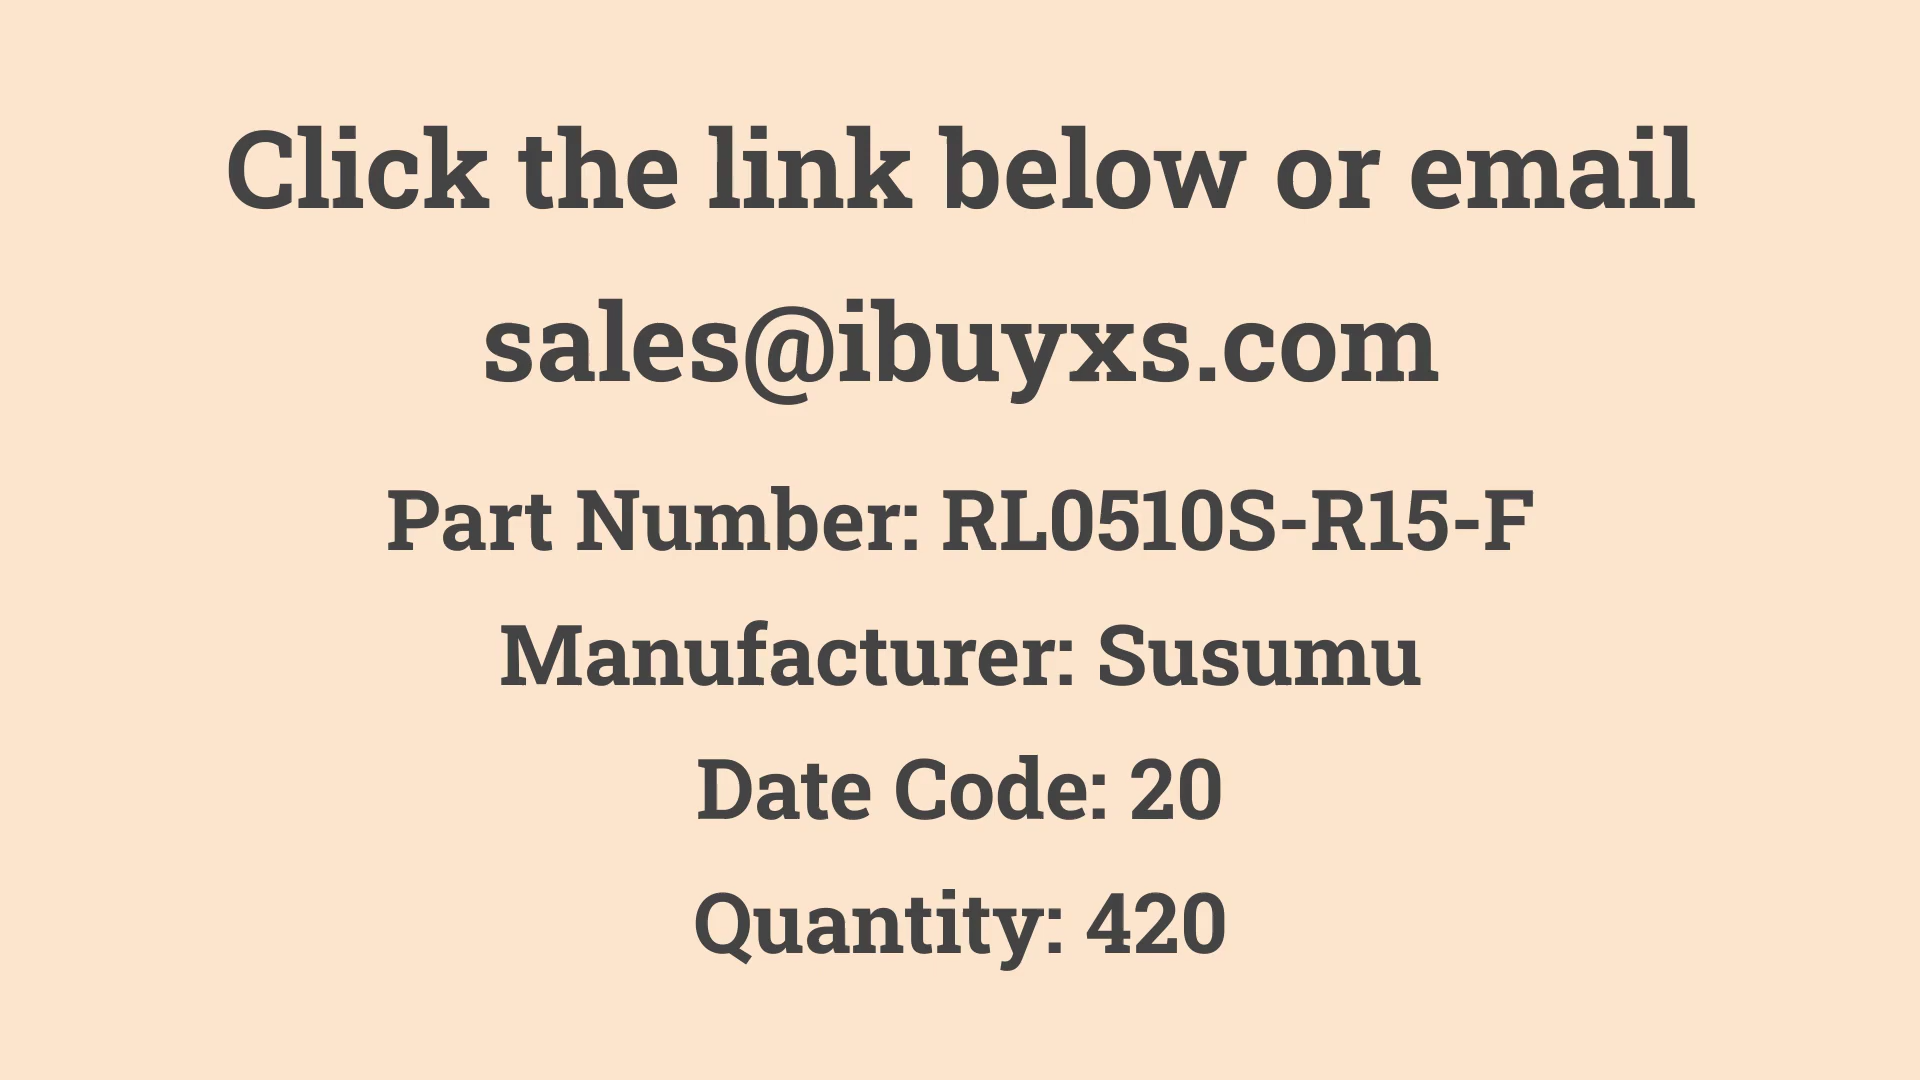 Click the link below or email
sales@ibuyxs.com
Part Number: RL0510S-R15-F
Manufacturer: Susumu
Date Code: 20
Quantity: 420